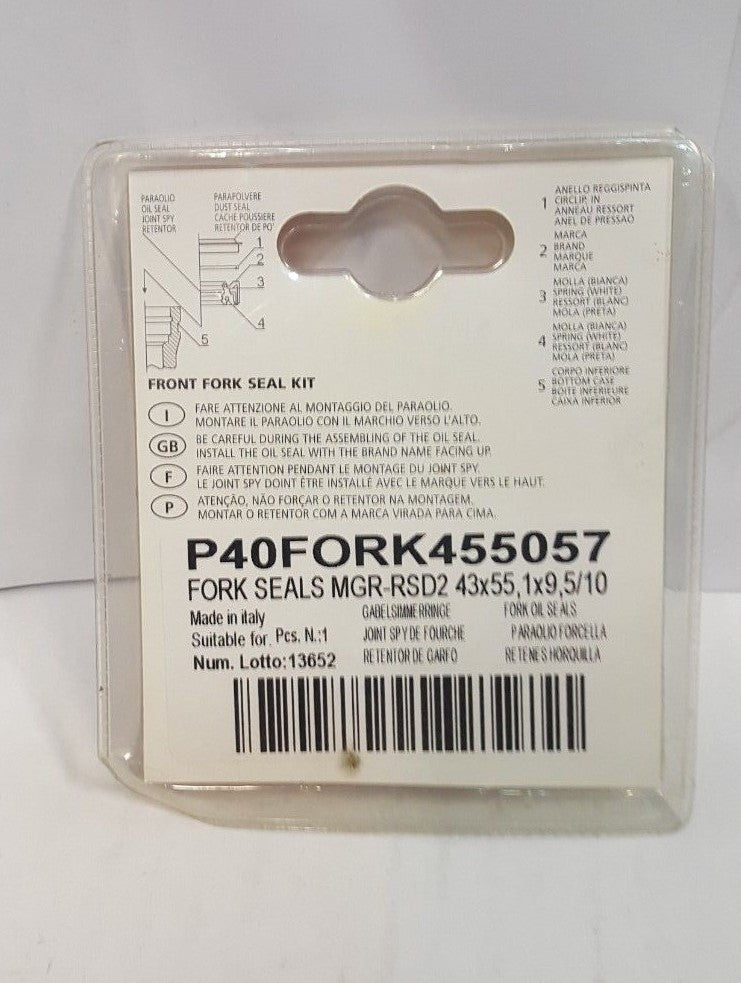 PARAOLIO
OIL SEAL
JOINT SPY
RETENTOR
PARAPOLVERE
DUST SEAL
CACHE POUSSIERE
RETENTOR DE PO'
1
2
3
4
5
1 ANELLO REGGISPINTA
CIRCLIP, IN
ANNEAU RESSORT
ANEL DE PRESSAO
2 MARCA
BRAND
MARQUE
MARCA
3 MOLLA (BIANCA)
SPRING (WHITE)
RESSORT (BLANC)
MOLA (PRETA)
4 MOLLA (BIANCA)
SPRING (WHITE)
RESSORT (BLANC)
MOLA (PRETA)
5 CORPO INFERIORE
BOTTOM CASE
BOITE INFERIEURE
CAIXA INFERIOR
FRONT FORK SEAL KIT
I FARE ATTENZIONE AL MONTAGGIO DEL PARAOLIO.
MONTARE IL PARAOLIO CON IL MARCHIO VERSO L'ALTO.
GB BE CAREFUL DURING THE ASSEMBLING OF THE OIL SEAL.
INSTALL THE OIL SEAL WITH THE BRAND NAME FACING UP.
F FAIRE ATTENTION PENDANT LE MONTAGE DU JOINT SPY.
LE JOINT SPY DOINT ÊTRE INSTALLÉ AVEC LE MARQUE VERS LE HAUT.
P ATENÇAO, NÃO FORÇAR O RETENTOR NA MONTAGEM.
MONTAR O RETENTOR COM A MARCA VIRADA PARA CIMA.
P40FORK455057
FORK SEALS MGR-RSD2 43x55,1x9,5/10
Made in italy GABELSIMMERRINGE FORK OIL SEALS
Suitable for. Pcs. N.:1 JOINT SPY DE FOURCHE PARAOLIO FORCELLA
Num. Lotto:13652 RETENTOR DE GARFO RETENES HORQUILLA